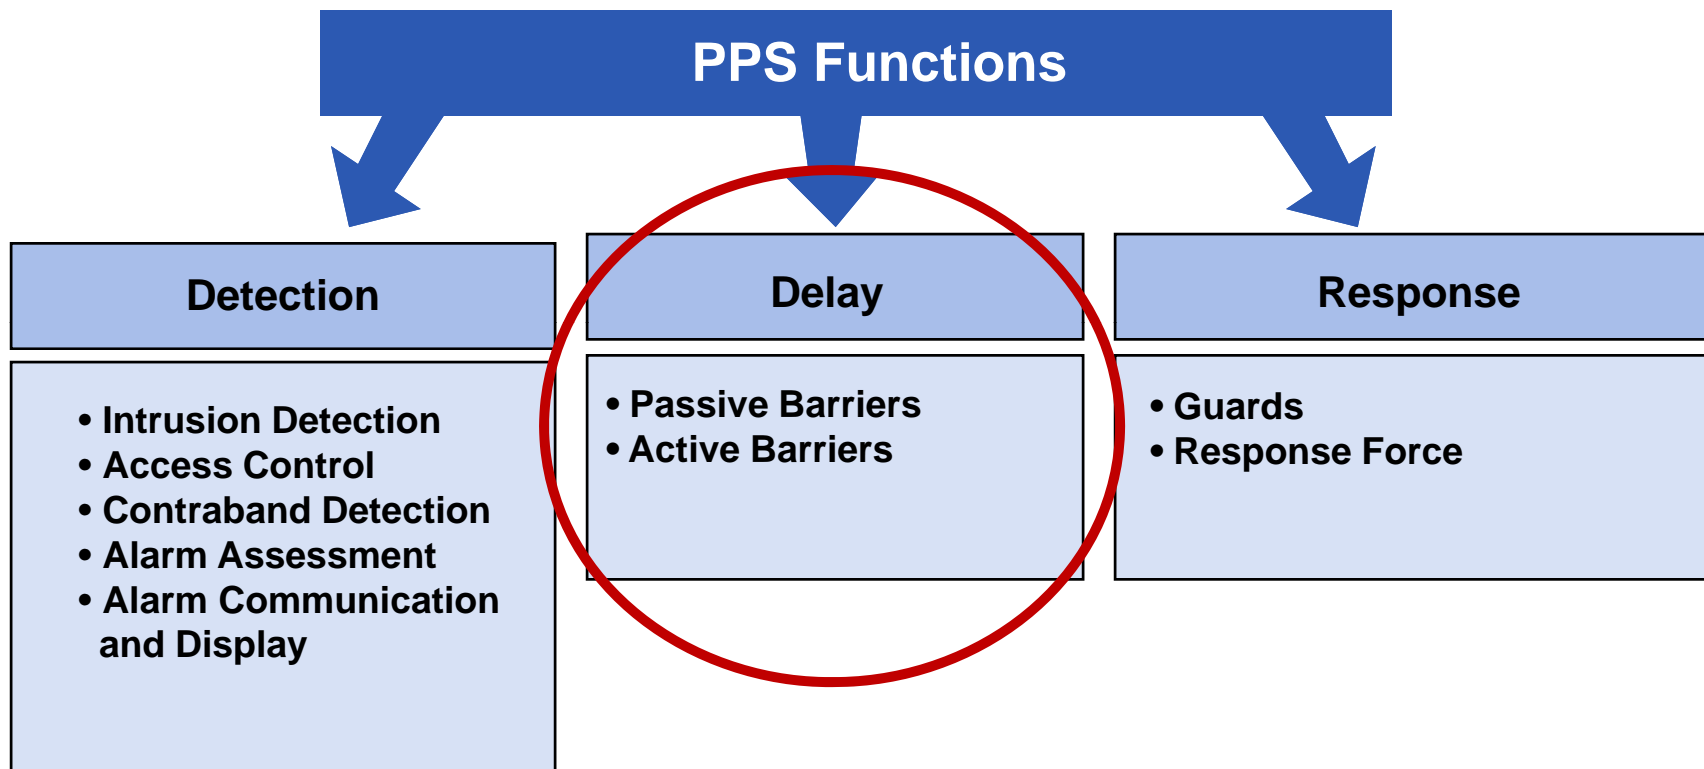 PPS Functions
Detection
• Intrusion Detection
• Access Control
• Contraband Detection
• Alarm Assessment
• Alarm Communication
and Display
Delay
• Passive Barriers
• Active Barriers
Response
• Guards
• Response Force